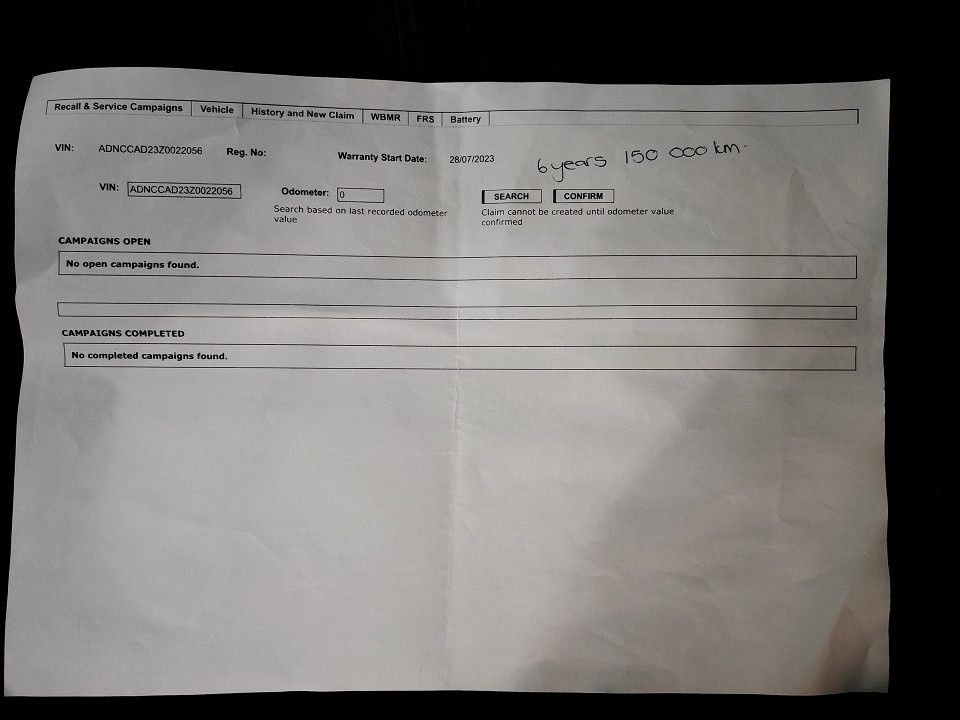 Recall & Service Campaigns Vehicle History and New Claim WBMR FRS Battery
VIN: ADNCCAD23Z0022056 Reg. No: Warranty Start Date: 28/07/2023 6 years 150 000 km.
VIN: ADNCCAD23Z0022056 Odometer: 0 SEARCH CONFIRM
Search based on last recorded odometer
value
Claim cannot be created until odometer value
confirmed
CAMPAIGNS OPEN
No open campaigns found.
CAMPAIGNS COMPLETED
No completed campaigns found.